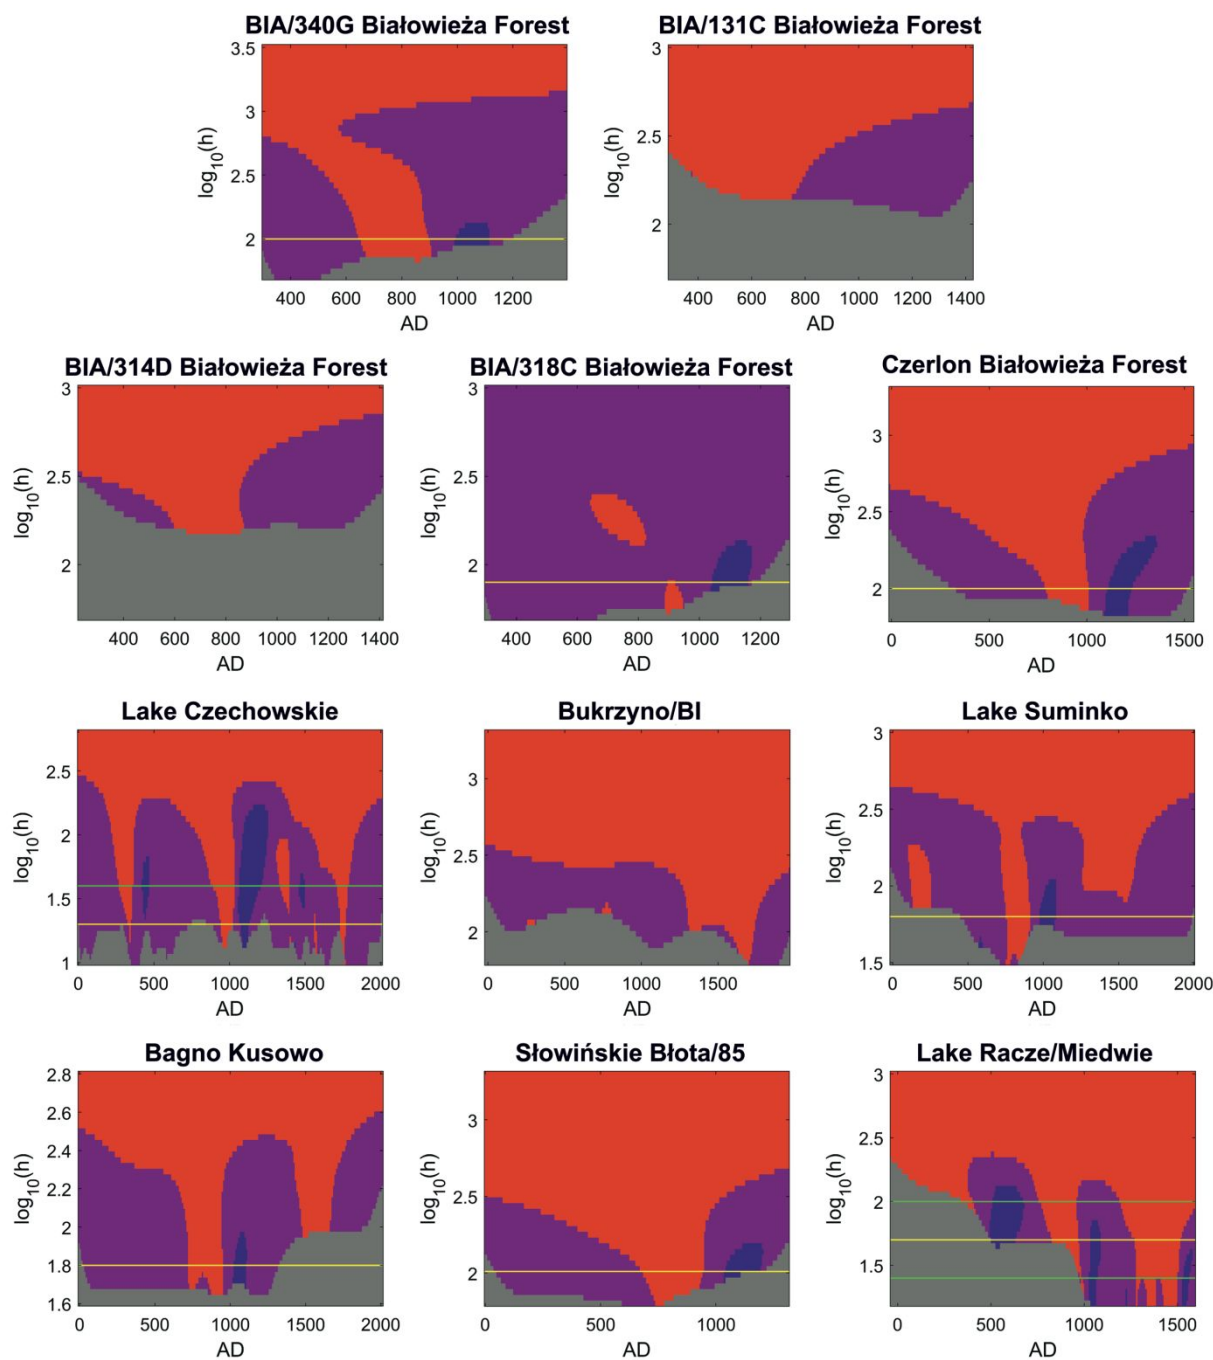 BIA/340G Białowieża Forest
BIA/131C Białowieża Forest
3.5
3
2.5
2
log10(h)
400 600 800 1000 1200
AD
3
2.5
2
log10(h)
400 600 800 1000 1200 1400
AD
BIA/314D Białowieża Forest
BIA/318C Białowieża Forest
Czerlon Białowieża Forest
3
2.5
2
log10(h)
400 600 800 1000 1200 1400
AD
3
2.5
2
log10(h)
400 600 800 1000 1200
AD
3
2.5
2
log10(h)
0 500 1000 1500
AD
Lake Czechowskie
Bukrzyno/BI
Lake Suminko
2.5
2
1.5
1
log10(h)
0 500 1000 1500 2000
AD
3
2.5
2
log10(h)
0 500 1000 1500
AD
3
2.5
2
1.5
log10(h)
0 500 1000 1500 2000
AD
Bagno Kusowo
Słowińskie Błota/85
Lake Racze/Miedwie
2.8
2.6
2.4
2.2
2
1.8
1.6
log10(h)
0 500 1000 1500 2000
AD
3
2.5
2
log10(h)
0 500 1000
AD
3
2.5
2
1.5
log10(h)
0 500 1000 1500
AD